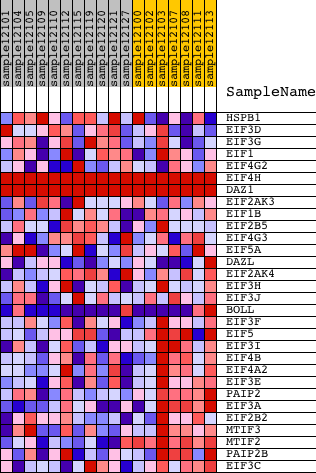 sample12101
sample12104
sample12105
sample12109
sample12110
sample12112
sample12115
sample12116
sample12120
sample12121
sample12127
sample12100
sample12102
sample12103
sample12107
sample12108
sample12111
sample12119
SampleName
HSPB1
EIF3D
EIF3G
EIF1
EIF4G2
EIF4H
DAZ1
EIF2AK3
EIF1B
EIF2B5
EIF4G3
EIF5A
DAZL
EIF2AK4
EIF3H
EIF3J
BOLL
EIF3F
EIF5
EIF3I
EIF4B
EIF4A2
EIF3E
PAIP2
EIF3A
EIF2B2
MTIF3
MTIF2
PAIP2B
EIF3C